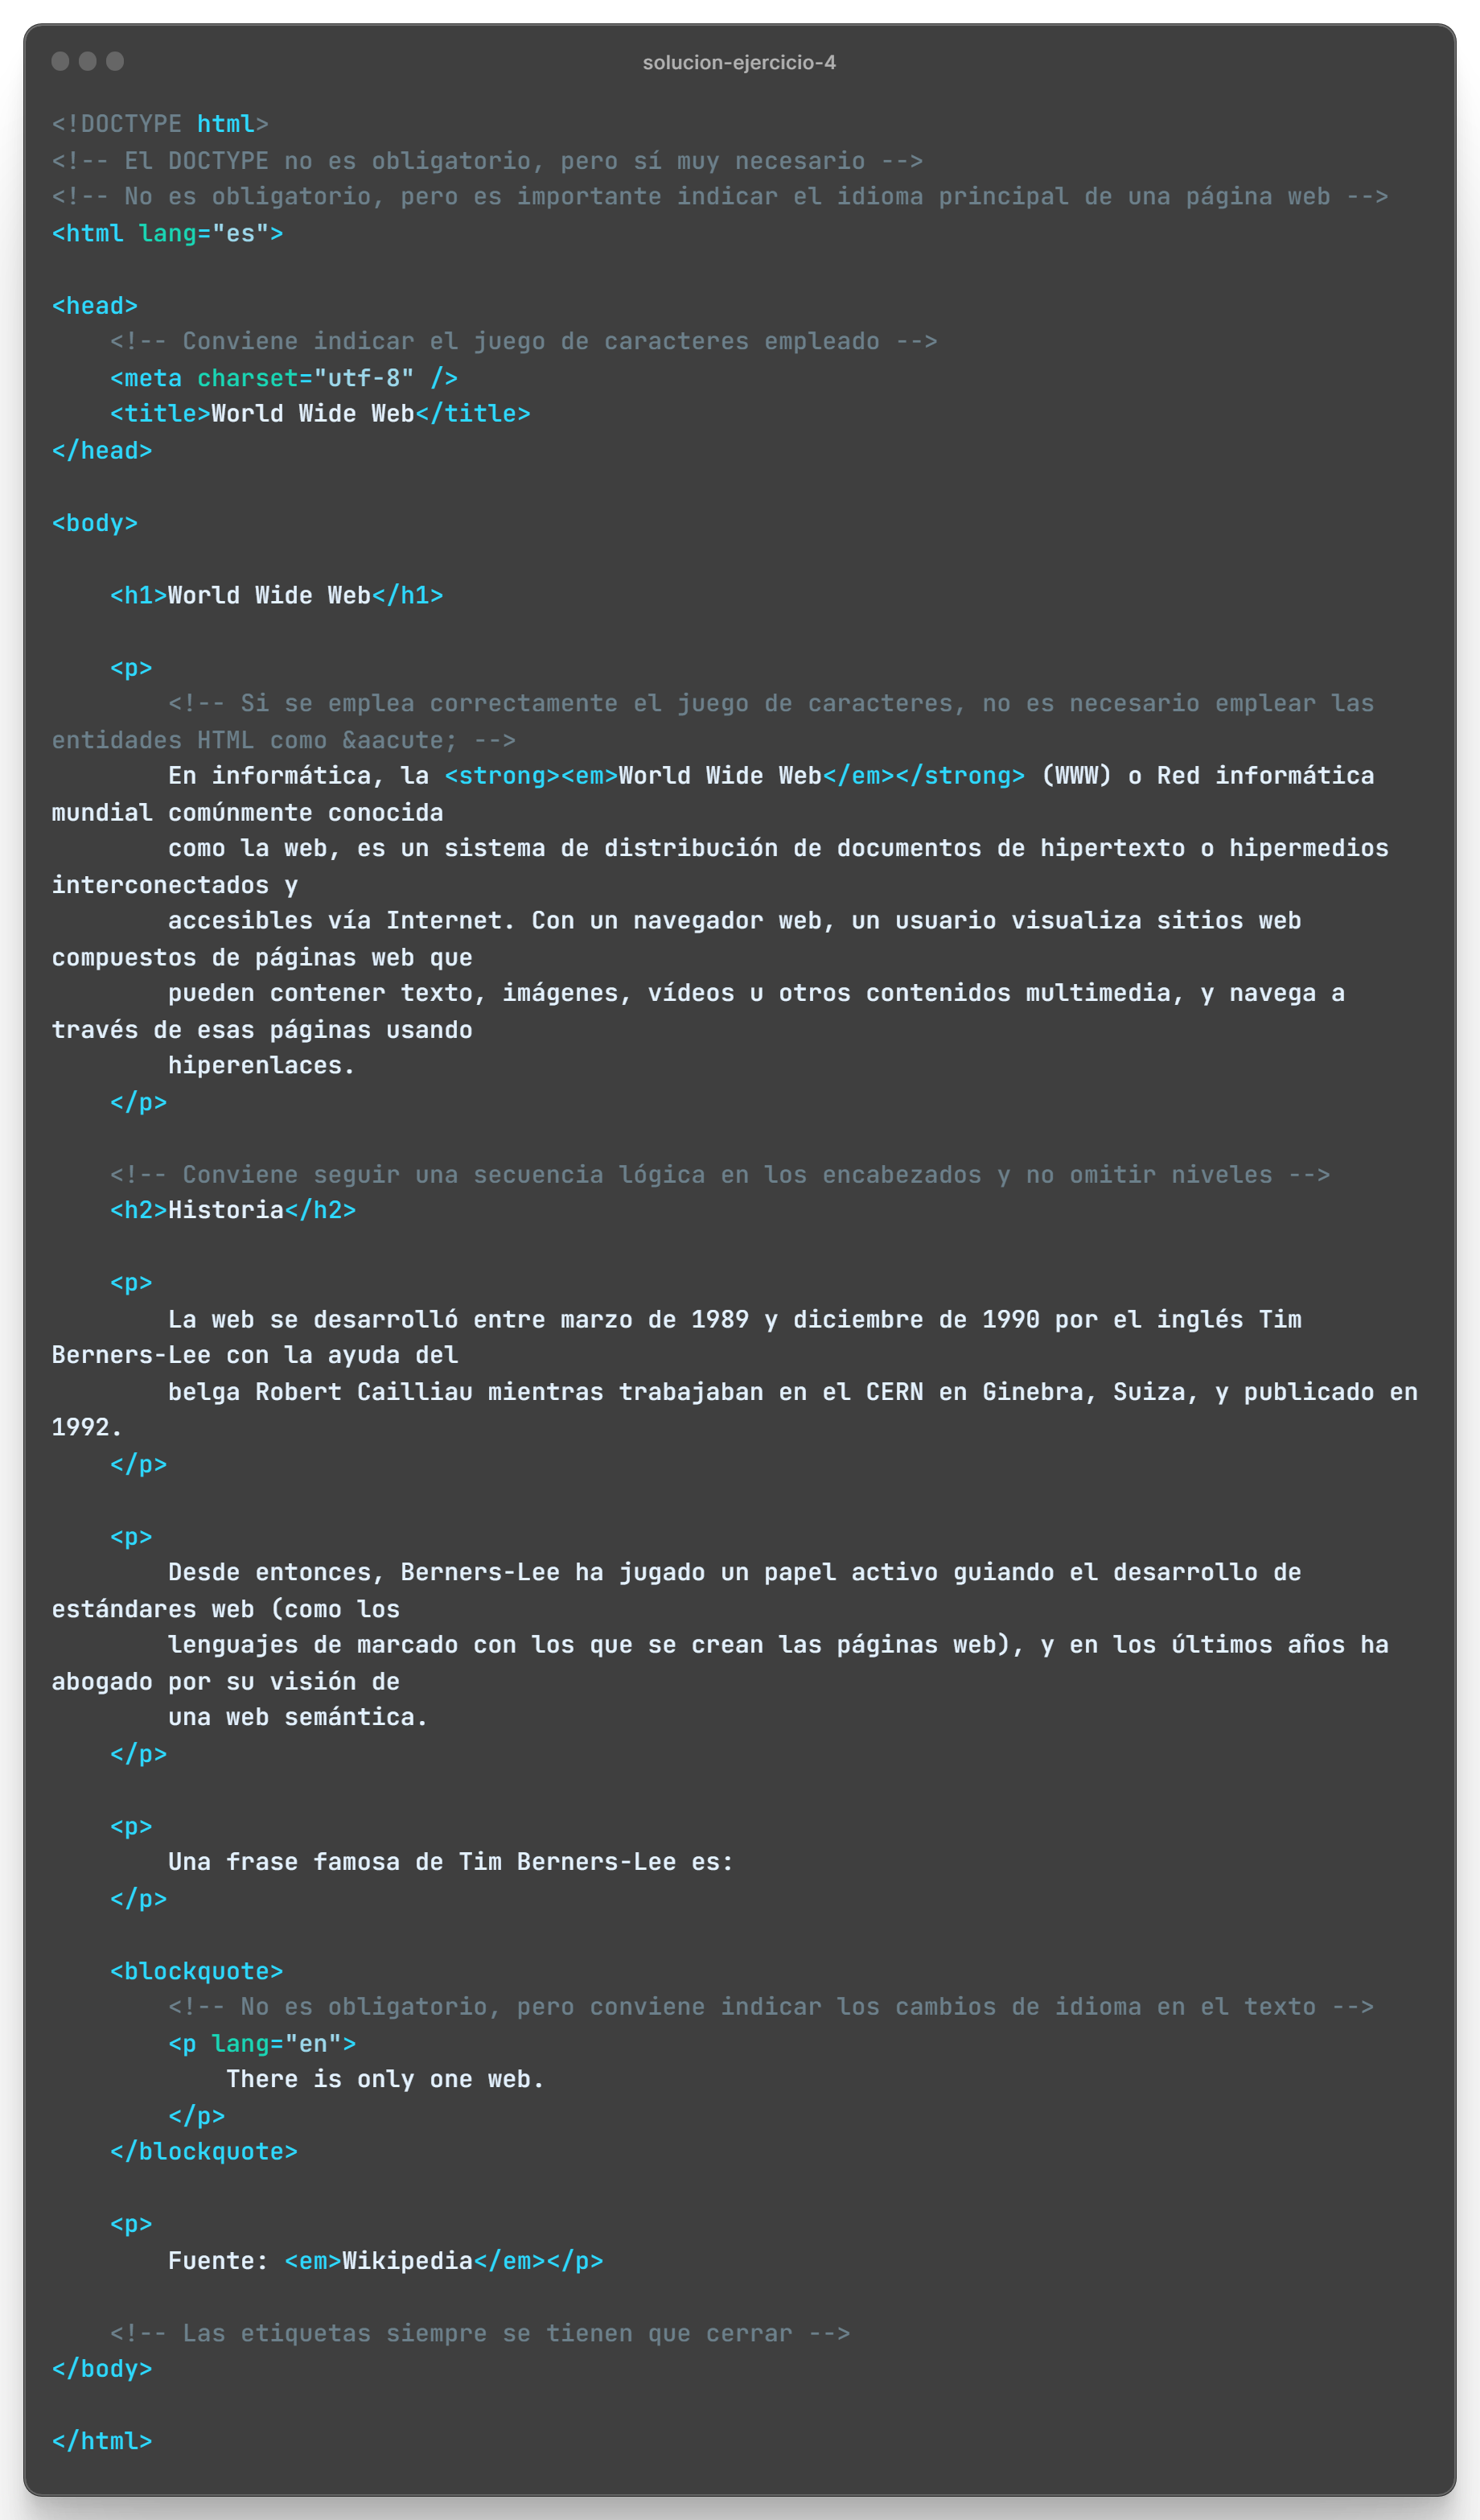 solucion-ejercicio-4
<!DOCTYPE html>
<!-- El DOCTYPE no es obligatorio, pero sí muy necesario -->
<!-- No es obligatorio, pero es importante indicar el idioma principal de una página web -->
<html lang="es">
<head>
<!-- Conviene indicar el juego de caracteres empleado -->
<meta charset="utf-8" />
<title>World Wide Web</title>
</head>
<body>
<h1>World Wide Web</h1>
<p>
<!-- Si se emplea correctamente el juego de caracteres, no es necesario emplear las
entidades HTML como &aacute; -->
En informática, la <strong><em>World Wide Web</em></strong> (WWW) o Red informática
mundial comúnmente conocida
como la web, es un sistema de distribución de documentos de hipertexto o hipermedios
interconectados y
accesibles vía Internet. Con un navegador web, un usuario visualiza sitios web
compuestos de páginas web que
pueden contener texto, imágenes, vídeos u otros contenidos multimedia, y navega a
través de esas páginas usando
hiperenlaces.
</p>
<!-- Conviene seguir una secuencia lógica en los encabezados y no omitir niveles -->
<h2>Historia</h2>
<p>
La web se desarrolló entre marzo de 1989 y diciembre de 1990 por el inglés Tim
Berners-Lee con la ayuda del
belga Robert Cailliau mientras trabajaban en el CERN en Ginebra, Suiza, y publicado en
1992.
</p>
<p>
Desde entonces, Berners-Lee ha jugado un papel activo guiando el desarrollo de
estándares web (como los
lenguajes de marcado con los que se crean las páginas web), y en los últimos años ha
abogado por su visión de
una web semántica.
</p>
<p>
Una frase famosa de Tim Berners-Lee es:
</p>
<blockquote>
<!-- No es obligatorio, pero conviene indicar los cambios de idioma en el texto -->
<p lang="en">
There is only one web.
</p>
</blockquote>
<p>
Fuente: <em>Wikipedia</em></p>
<!-- Las etiquetas siempre se tienen que cerrar -->
</body>
</html>